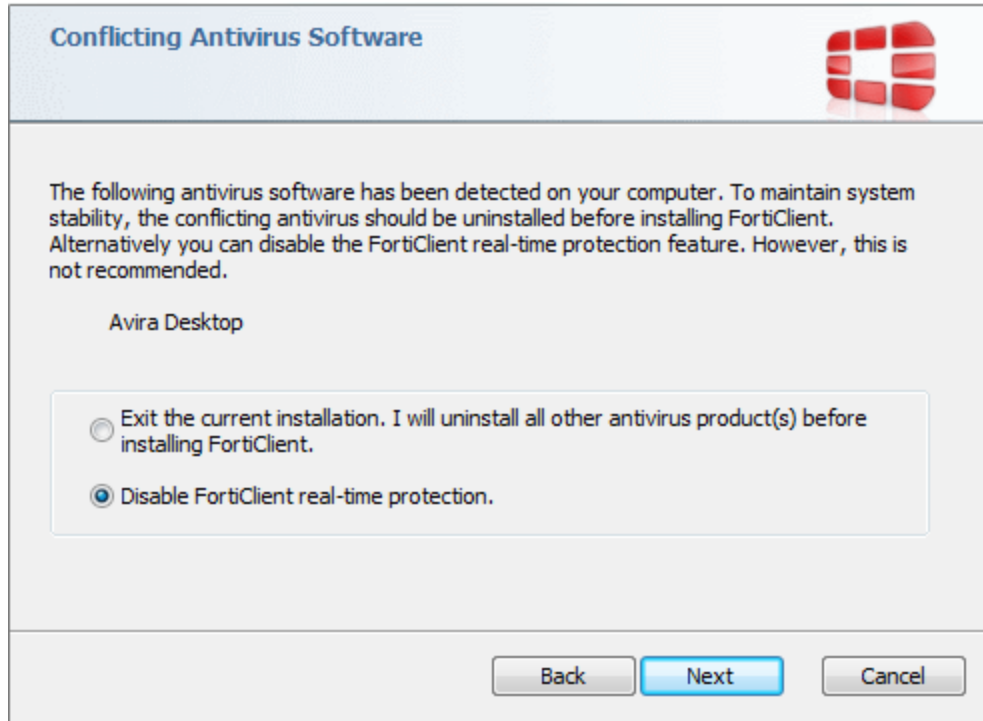 Conflicting Antivirus Software
The following antivirus software has been detected on your computer. To maintain system
stability, the conflicting antivirus should be uninstalled before installing FortiClient.
Alternatively you can disable the FortiClient real-time protection feature. However, this is
not recommended.
Avira Desktop
Exit the current installation. I will uninstall all other antivirus product(s) before
installing FortiClient.
Disable FortiClient real-time protection.
Back Next Cancel